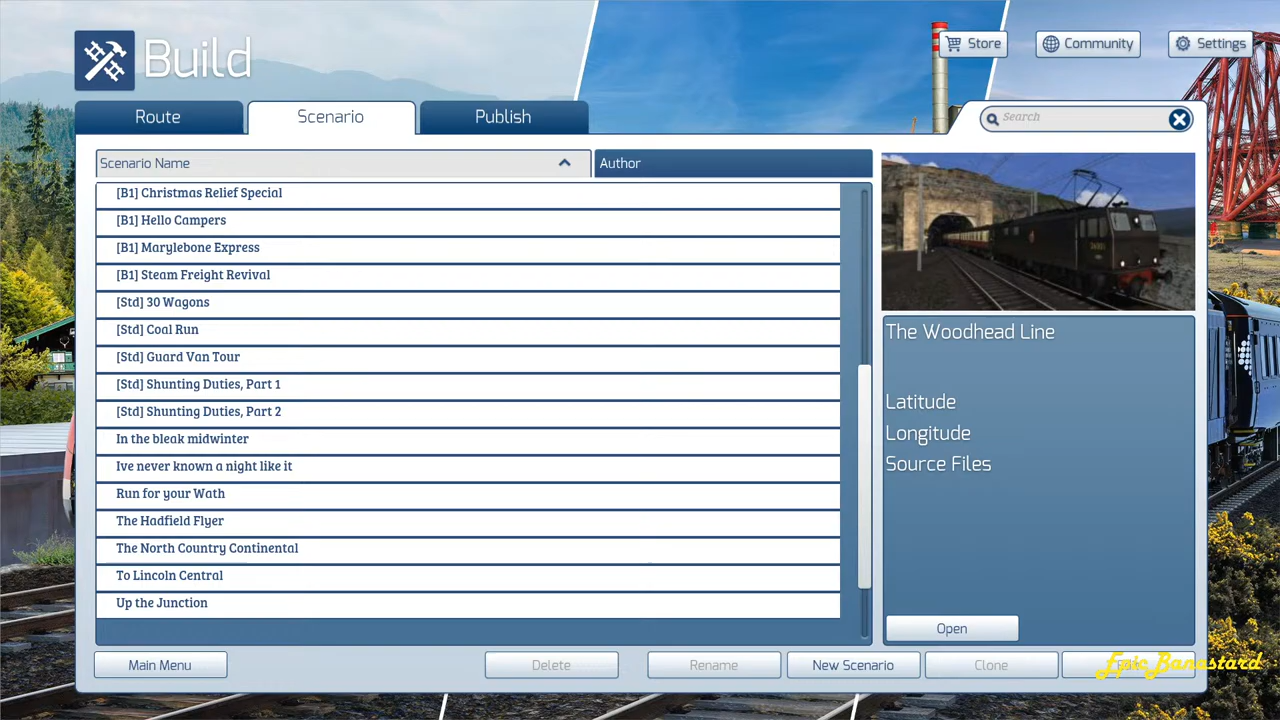 Build
Store
Community
Settings
Route
Scenario
Publish
Search
Scenario Name
Author
[B1] Christmas Relief Special
[B1] Hello Campers
[B1] Marylebone Express
[B1] Steam Freight Revival
[Std] 30 Wagons
[Std] Coal Run
[Std] Guard Van Tour
[Std] Shunting Duties, Part 1
[Std] Shunting Duties, Part 2
In the bleak midwinter
Ive never known a night like it
Run for your Wath
The Hadfield Flyer
The North Country Continental
To Lincoln Central
Up the Junction
The Woodhead Line
Latitude
Longitude
Source Files
Open
Main Menu
Delete
Rename
New Scenario
Clone
Epic Banastard